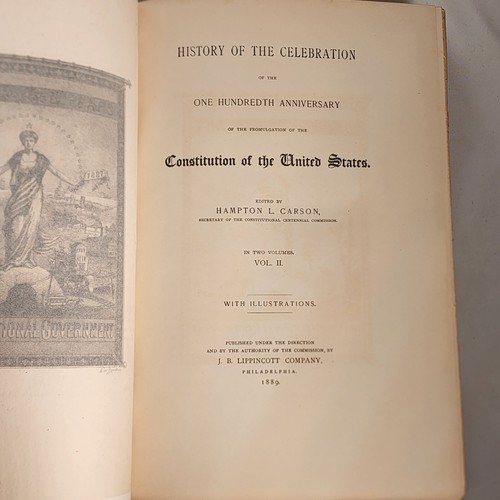 HISTORY OF THE CELEBRATION
OF THE
ONE HUNDREDTH ANNIVERSARY
OF THE PROMULGATION OF THE
Constitution of the United States.
EDITED BY
HAMPTON L. CARSON,
SECRETARY OF THE CONSTITUTIONAL CENTENNIAL COMMISSION.
IN TWO VOLUMES.
VOL. II.
WITH ILLUSTRATIONS.
PUBLISHED UNDER THE DIRECTION
AND BY THE AUTHORITY OF THE COMMISSION, BY
J. B. LIPPINCOTT COMPANY,
PHILADELPHIA.
1889.
GOVERNMENT